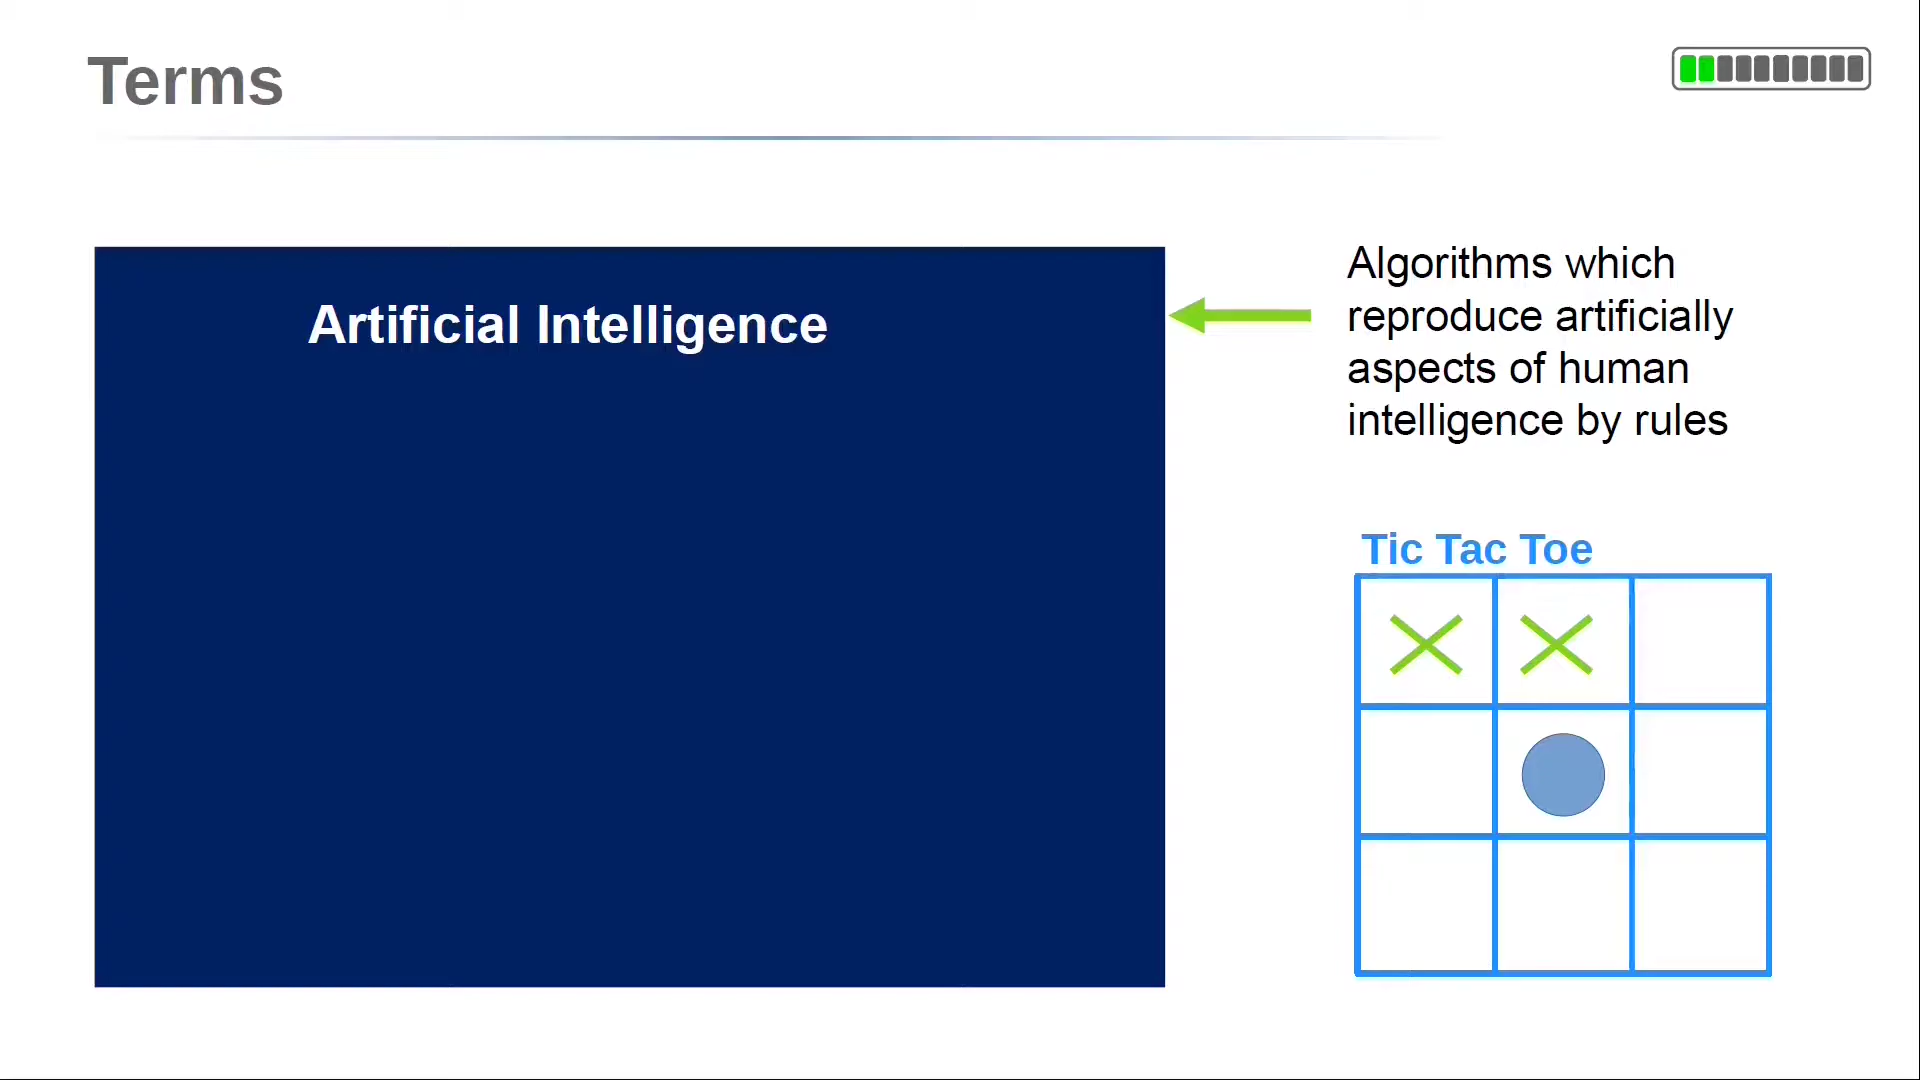 Terms
Artificial Intelligence
Algorithms which
reproduce artificially
aspects of human
intelligence by rules
Tic Tac Toe